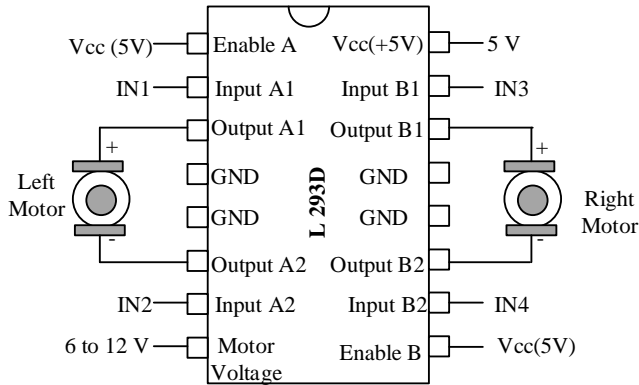 Vcc (5V) Enable A Vcc(+5V) 5 V
IN1 Input A1 Input B1 IN3
Output A1 Output B1
+ +
Left
Motor
GND GND
GND GND
L 293D
Right
Motor
- -
Output A2 Output B2
IN2 Input A2 Input B2 IN4
6 to 12 V Motor
Voltage
Enable B Vcc(5V)